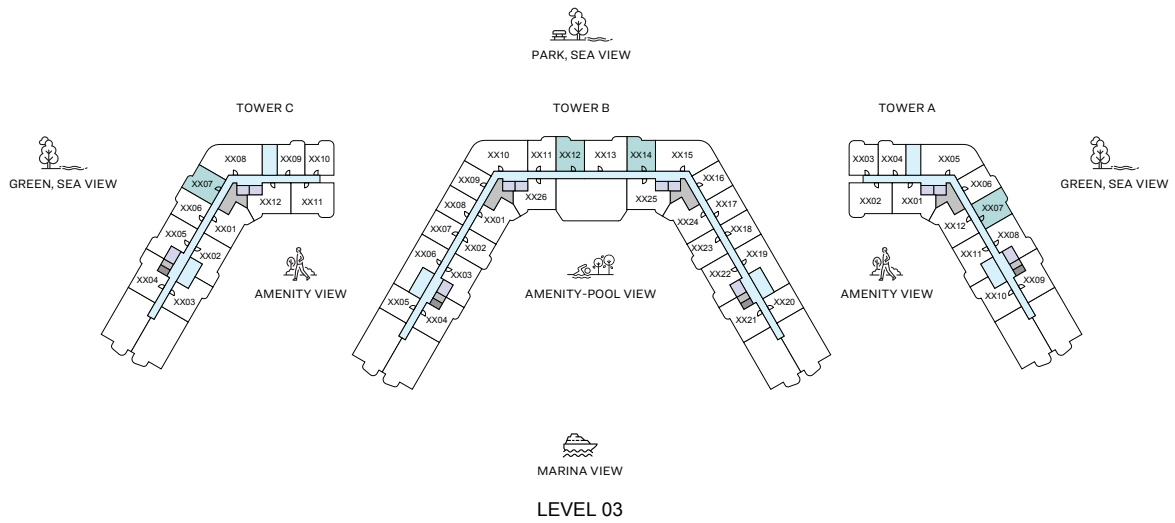 PARK, SEA VIEW
TOWER C
TOWER B
TOWER A
GREEN, SEA VIEW
GREEN, SEA VIEW
XX08
XX09
XX10
XX07
XX06
XX05
XX04
XX03
XX02
XX01
XX12
XX11
XX10
XX11
XX12
XX13
XX14
XX15
XX09
XX08
XX07
XX06
XX05
XX04
XX03
XX02
XX01
XX26
XX25
XX24
XX23
XX22
XX21
XX20
XX19
XX18
XX17
XX16
XX03
XX04
XX05
XX02
XX01
XX06
XX07
XX08
XX09
XX10
XX11
XX12
AMENITY VIEW
AMENITY-POOL VIEW
AMENITY VIEW
MARINA VIEW
LEVEL 03